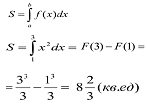 S = ∫ₐᵇ f(x)dx
S = ∫₁³ x²dx = F(3) – F(1) =
= 3³/3 – 1³/3 = 8 2/3 (кв.ед)